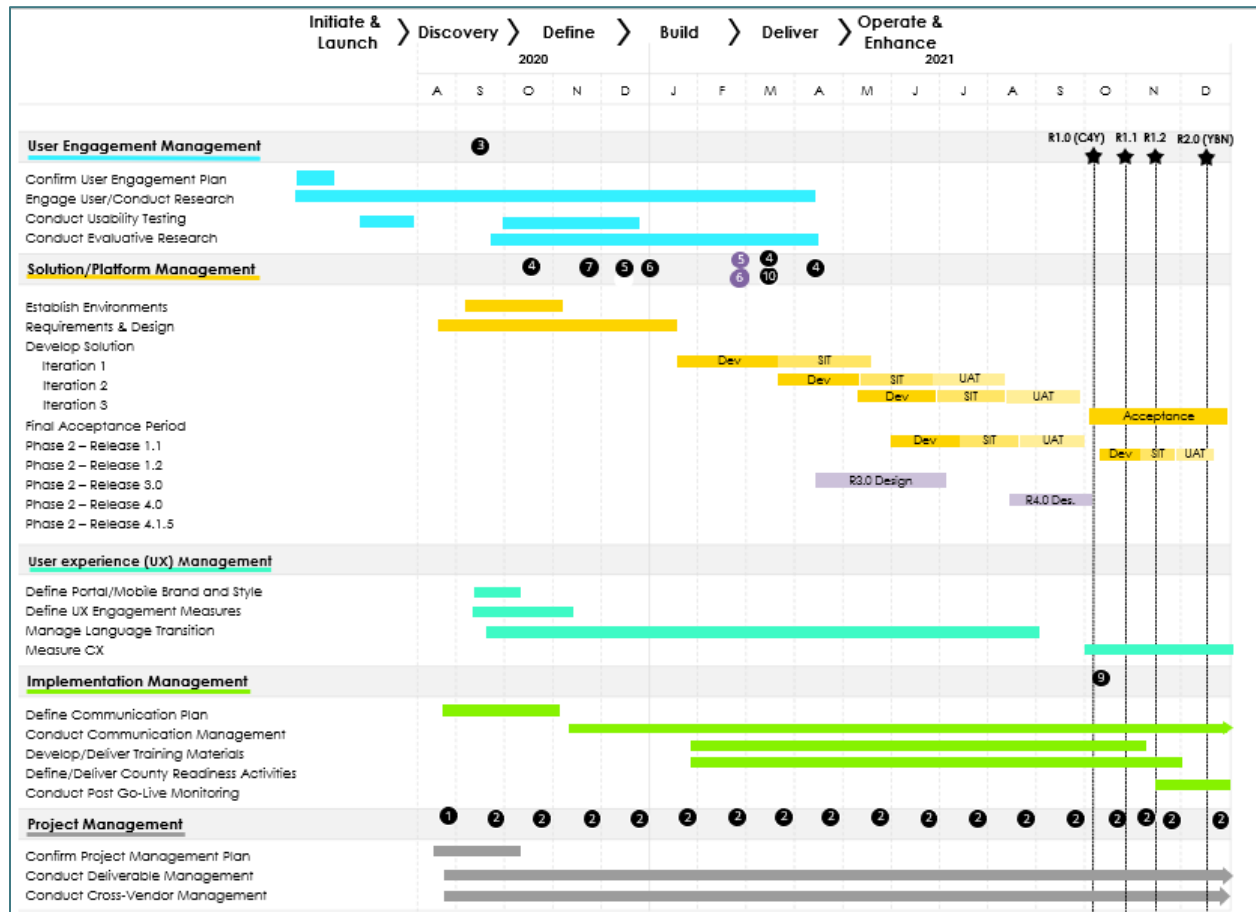 Initiate & Launch Discovery Define Build Deliver Operate & Enhance
2020 2021
A S O N D J F M A M J J A S O N D
User Engagement Management 3 R1.0 (C4Y) R1.1 R1.2 R2.0 (YBN)
Confirm User Engagement Plan
Engage User/Conduct Research
Conduct Usability Testing
Conduct Evaluative Research
Solution/Platform Management 4 7 5 6 5 6 4 10 4
Establish Environments
Requirements & Design
Develop Solution
Iteration 1 Dev SIT
Iteration 2 Dev SIT UAT
Iteration 3 Dev SIT UAT
Final Acceptance Period Acceptance
Phase 2 – Release 1.1 Dev SIT UAT
Phase 2 – Release 1.2 Dev SIT UAT
Phase 2 – Release 3.0 R3.0 Design
Phase 2 – Release 4.0 R4.0 Des.
Phase 2 – Release 4.1.5
User experience (UX) Management
Define Portal/Mobile Brand and Style
Define UX Engagement Measures
Manage Language Transition
Measure CX
Implementation Management 9
Define Communication Plan
Conduct Communication Management
Develop/Deliver Training Materials
Define/Deliver County Readiness Activities
Conduct Post Go-Live Monitoring
Project Management 1 2 2 2 2 2 2 2 2 2 2 2 2 2 2 2 2 2
Confirm Project Management Plan
Conduct Deliverable Management
Conduct Cross-Vendor Management